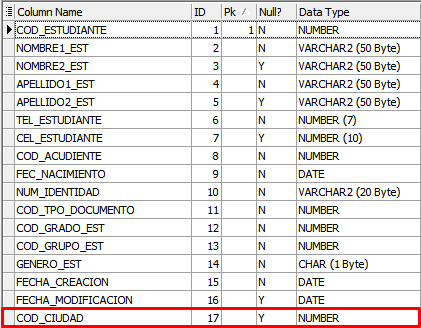 Column Name ID Pk Null? Data Type
COD_ESTUDIANTE 1 1 N NUMBER
NOMBRE1_EST 2 N VARCHAR2 (50 Byte)
NOMBRE2_EST 3 Y VARCHAR2 (50 Byte)
APELLIDO1_EST 4 N VARCHAR2 (50 Byte)
APELLIDO2_EST 5 Y VARCHAR2 (50 Byte)
TEL_ESTUDIANTE 6 N NUMBER (7)
CEL_ESTUDIANTE 7 Y NUMBER (10)
COD_ACUDIENTE 8 N NUMBER
FEC_NACIMIENTO 9 N DATE
NUM_IDENTIDAD 10 N VARCHAR2 (20 Byte)
COD_TPO_DOCUMENTO 11 N NUMBER
COD_GRADO_EST 12 N NUMBER
COD_GRUPO_EST 13 N NUMBER
GENERO_EST 14 N CHAR (1 Byte)
FECHA_CREACION 15 N DATE
FECHA_MODIFICACION 16 Y DATE
COD_CIUDAD 17 Y NUMBER